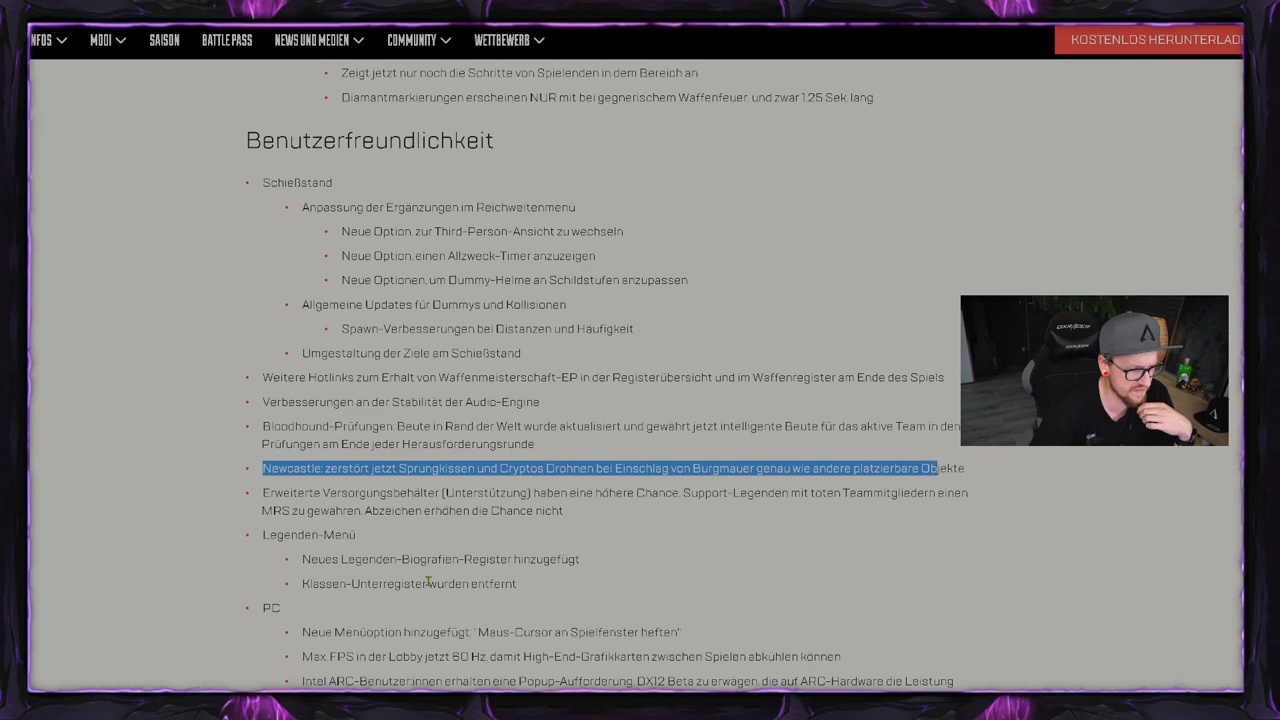 NFOS MODI SAISON BATTLE PASS NEWS UND MEDIEN COMMUNITY WETTBEWERB KOSTENLOS HERUNTERLADE
Zeigt jetzt nur noch die Schritte von Spielenden in dem Bereich an
Diamantmarkierungen erscheinen NUR mit bei gegnerischem Waffenfeuer, und zwar 1,25 Sek. lang
Benutzerfreundlichkeit
Schießstand
Anpassung der Ergänzungen im Reichweitenmenü
Neue Option, zur Third-Person-Ansicht zu wechseln
Neue Option, einen Allzweck-Timer anzuzeigen
Neue Optionen, um Dummy-Helme an Schildstufen anzupassen
Allgemeine Updates für Dummys und Kollisionen
Spawn-Verbesserungen bei Distanzen und Häufigkeit
Umgestaltung der Ziele am Schießstand
Weitere Hotlinks zum Erhalt von Waffenmeisterschaft-EP in der Registerübersicht und im Waffenregister am Ende des Spiels
Verbesserungen an der Stabilität der Audio-Engine
Bloodhound-Prüfungen: Beute in Rand der Welt wurde aktualisiert und gewährt jetzt intelligente Beute für das aktive Team in den
Prüfungen am Ende jeder Herausforderungsrunde
Newcastle: zerstört jetzt Sprungkissen und Cryptos Drohnen bei Einschlag von Burgmauer genau wie andere platzierbare Objekte
Erweiterte Versorgungsbehälter (Unterstützung) haben eine höhere Chance, Support-Legenden mit toten Teammitgliedern einen
MRS zu gewähren. Abzeichen erhöhen die Chance nicht
Legenden-Menü
Neues Legenden-Biografien-Register hinzugefügt
Klassen-Unterregister wurden entfernt
PC
Neue Menüoption hinzugefügt: "Maus-Cursor an Spielfenster heften"
Max. FPS in der Lobby jetzt 60 Hz, damit High-End-Grafikkarten zwischen Spielen abkühlen können
Intel ARC-Benutzer:innen erhalten eine Popup-Aufforderung, DX12 Beta zu erwägen, die auf ARC-Hardware die Leistung